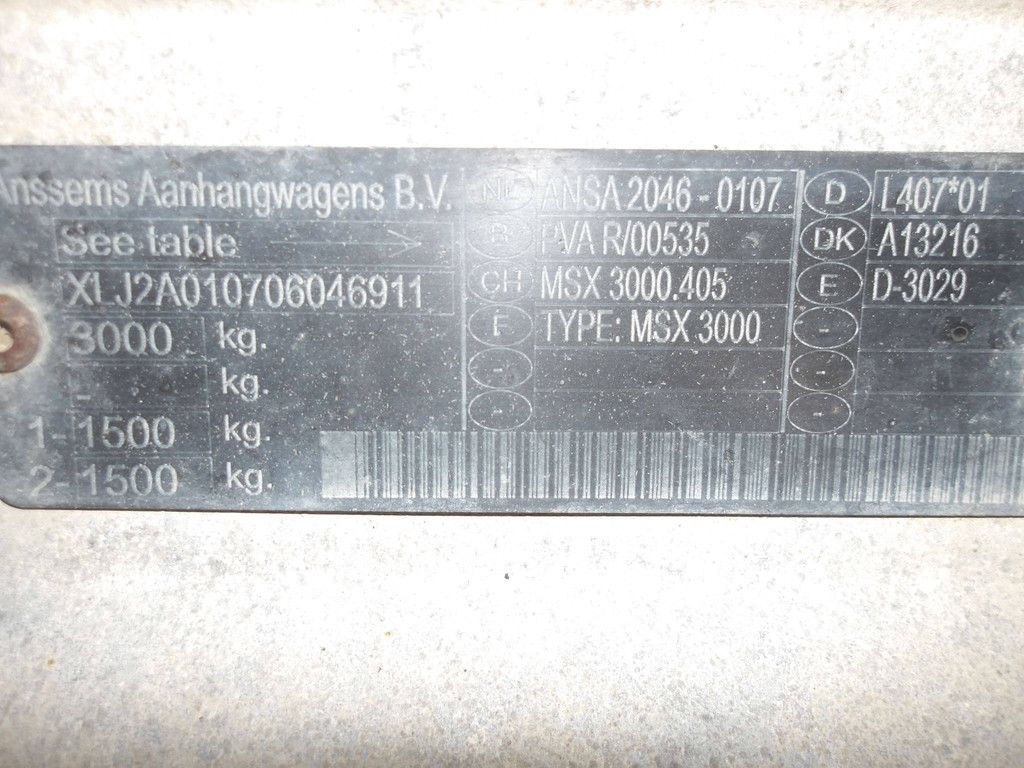 Anssems Aanhangwagens B.V. NL ANSA 2046 - 0107 D L407*01
See table B PVA R/00535 DK A13216
XLJ2A010706046911 CH MSX 3000.405 E D-3029
3000 kg. F TYPE: MSX 3000 -
- kg. - -
1- 1500 kg. - -
2- 1500 kg.